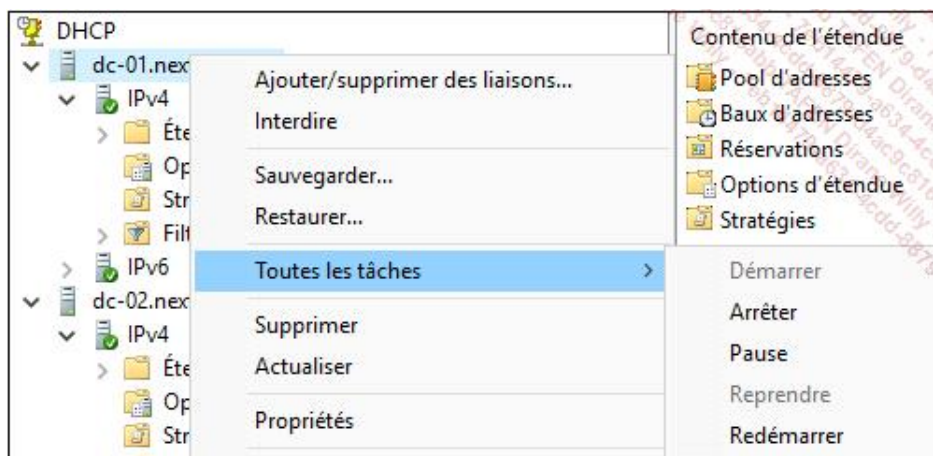 DHCP
dc-01.nex
IPv4
Éte
Op
Str
Filt
IPv6
dc-02.nex
IPv4
Éte
Op
Str
Ajouter/supprimer des liaisons...
Interdire
Sauvegarder...
Restaurer...
Toutes les tâches
Supprimer
Actualiser
Propriétés
Contenu de l'étendue
Pool d'adresses
Baux d'adresses
Réservations
Options d'étendue
Stratégies
Démarrer
Arrêter
Pause
Reprendre
Redémarrer